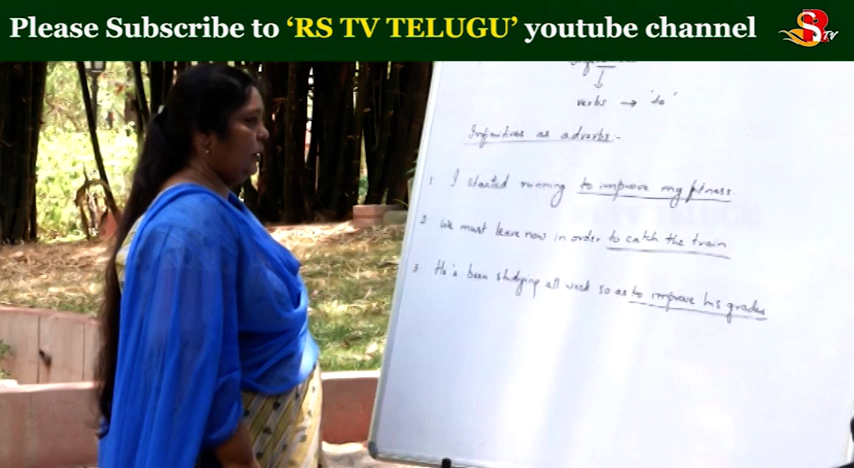 Please Subscribe to ‘RS TV TELUGU’ youtube channel
TV
verbs → 'to'
Infinitives as adverbs:-
1 I started running to improve my fitness.
2 We must leave now in order to catch the train
3 He's been studying all week so as to improve his grades